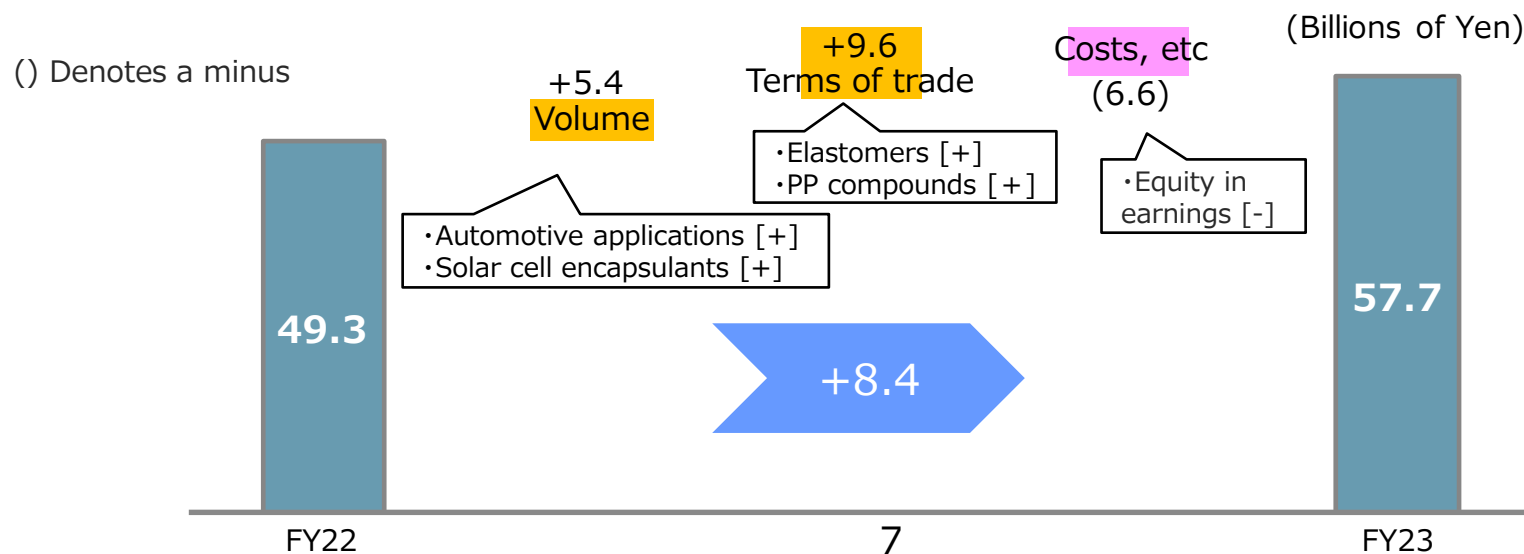 (Billions of Yen)
() Denotes a minus
+5.4
Volume
+9.6
Terms of trade
Costs, etc
(6.6)
・Automotive applications [+]
・Solar cell encapsulants [+]
・Elastomers [+]
・PP compounds [+]
・Equity in
earnings [-]
49.3
+8.4
57.7
FY22
7
FY23